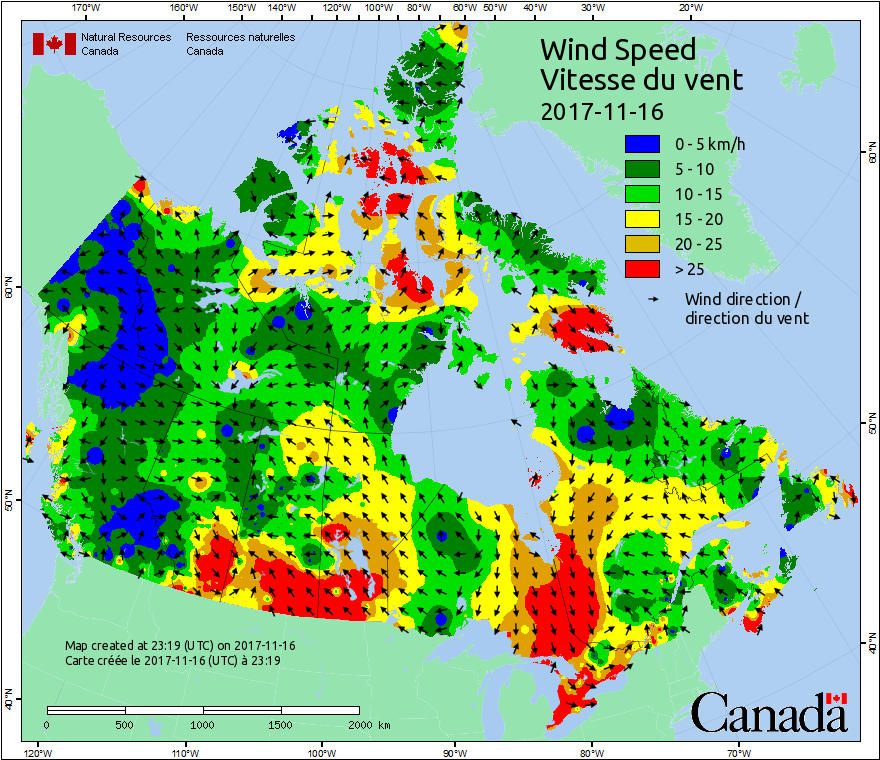 170°W 160°W 150°W 140°W 120°W 100°W 80°W 60°W 50°W 40°W 30°W 20°W
Natural Resources Ressources naturelles
Canada Canada
Wind Speed
Vitesse du vent
2017-11-16
0 - 5 km/h
5 - 10
10 - 15
15 - 20
20 - 25
> 25
Wind direction /
direction du vent
60°N
50°N
40°N
60°N
50°N
40°N
Map created at 23:19 (UTC) on 2017-11-16
Carte créée le 2017-11-16 (UTC) à 23:19
0 500 1000 1500 2000 km
Canada
120°W 110°W 100°W 90°W 80°W 70°W